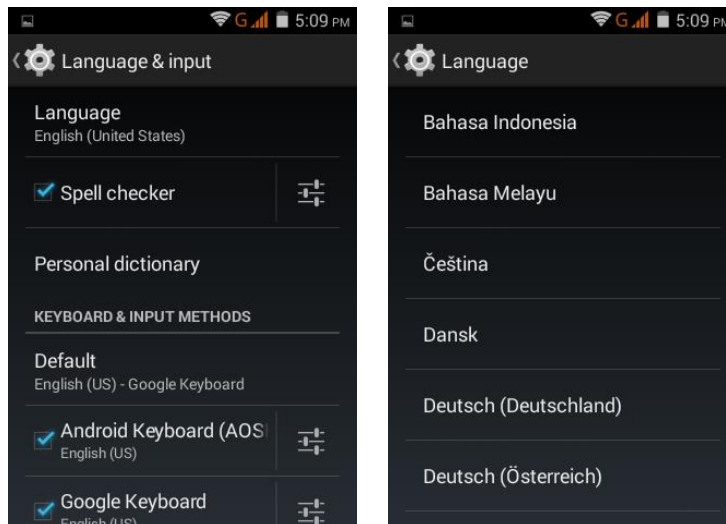 G 5:09 PM
Language & input
Language
English (United States)
Spell checker
Personal dictionary
KEYBOARD & INPUT METHODS
Default
English (US) - Google Keyboard
Android Keyboard (AOS
English (US)
Google Keyboard
English (US)
G 5:09 PM
Language
Bahasa Indonesia
Bahasa Melayu
Čeština
Dansk
Deutsch (Deutschland)
Deutsch (Österreich)